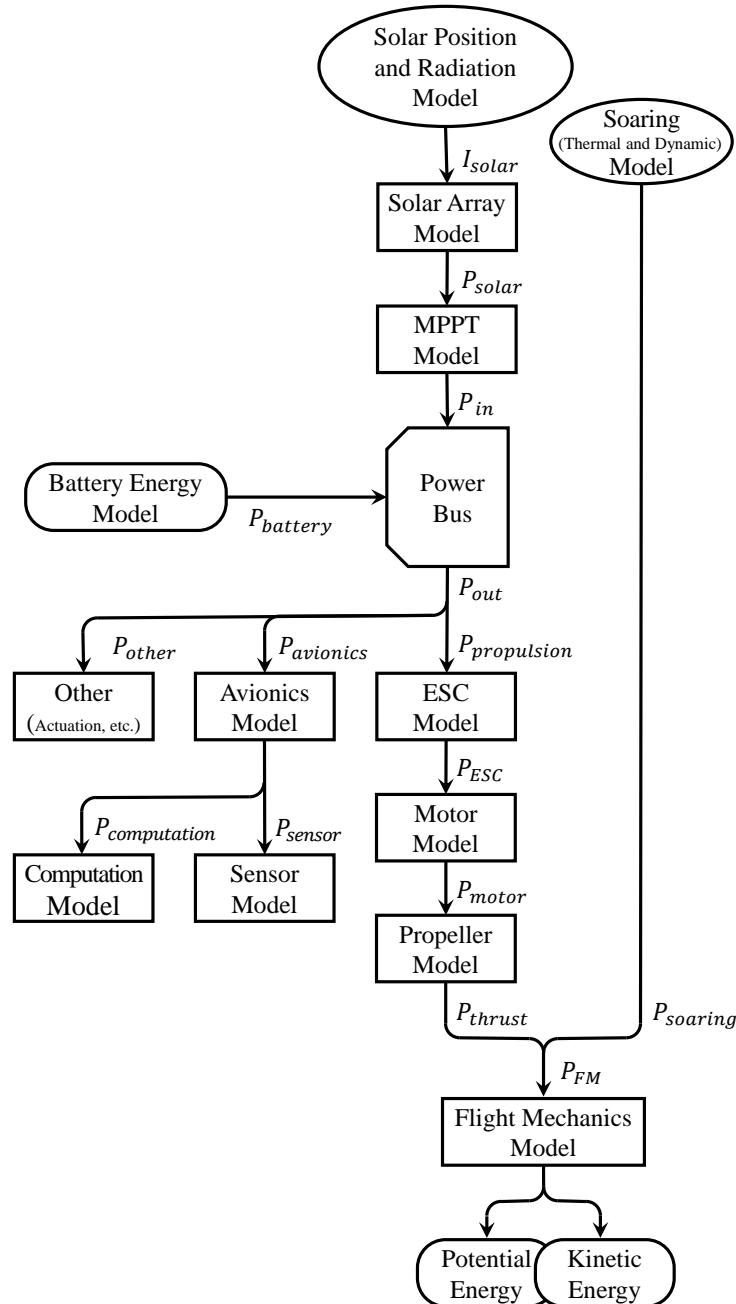 Solar Position
and Radiation
Model
Soaring
(Thermal and Dynamic)
Model
I_solar
Solar Array
Model
P_solar
MPPT
Model
P_in
Battery Energy
Model
P_battery
Power
Bus
P_out
P_other
P_avionics
P_propulsion
Other
(Actuation, etc.)
Avionics
Model
ESC
Model
P_ESC
P_computation
P_sensor
Motor
Model
Computation
Model
Sensor
Model
P_motor
Propeller
Model
P_thrust
P_soaring
P_FM
Flight Mechanics
Model
Potential
Energy
Kinetic
Energy